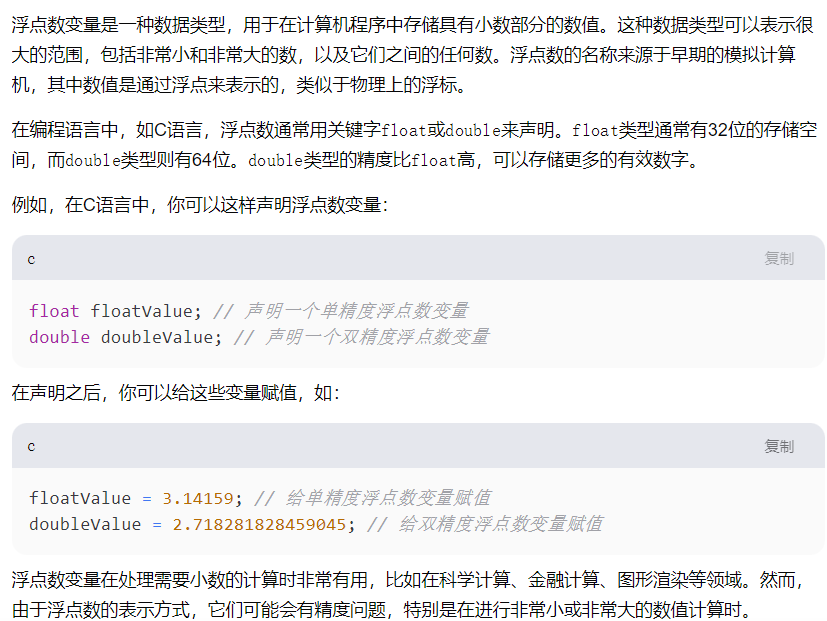 浮点数变量是一种数据类型，用于在计算机程序中存储具有小数部分的数值。这种数据类型可以表示很
大的范围，包括非常小和非常大的数，以及它们之间的任何数。浮点数的名称来源于早期的模拟计算
机，其中数值是通过浮点来表示的，类似于物理上的浮标。
在编程语言中，如C语言，浮点数通常用关键字float或double来声明。float类型通常有32位的存储空
间，而double类型则有64位。double类型的精度比float高，可以存储更多的有效数字。
例如，在C语言中，你可以这样声明浮点数变量：
c 复制
float floatValue; // 声明一个单精度浮点数变量
double doubleValue; // 声明一个双精度浮点数变量
在声明之后，你可以给这些变量赋值，如：
c 复制
floatValue = 3.14159; // 给单精度浮点数变量赋值
doubleValue = 2.718281828459045; // 给双精度浮点数变量赋值
浮点数变量在处理需要小数的计算时非常有用，比如在科学计算、金融计算、图形渲染等领域。然而，
由于浮点数的表示方式，它们可能会有精度问题，特别是在进行非常小或非常大的数值计算时。